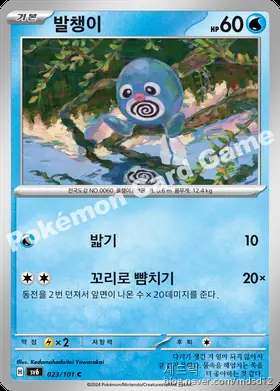 기본
발챙이
HP 60
전국도감 NO.0060 올챙이포켓몬 키: 0.6 m 몸무게: 12.4 kg
Pokémon Card Game
밟기 10
꼬리로 뺨치기 20×
동전을 2번 던져서 앞면이 나온 수×20데미지를 준다.
약점 ×2 저항력 후퇴
Illus. Kedamahadaitai Yawarakai
H SV6 023/101 C
©2024 Pokémon/Nintendo/Creatures/GAME FREAK